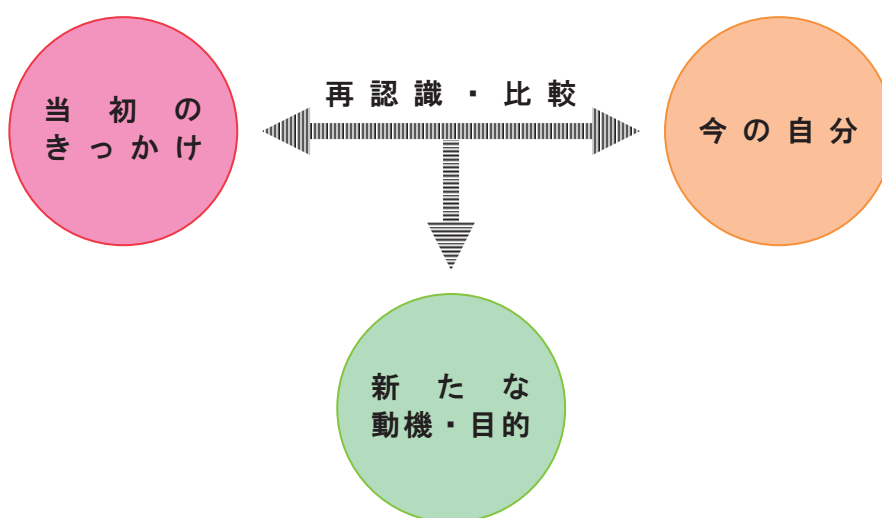 再認識・比較
当初の
きっかけ
今の自分
新たな
動機・目的